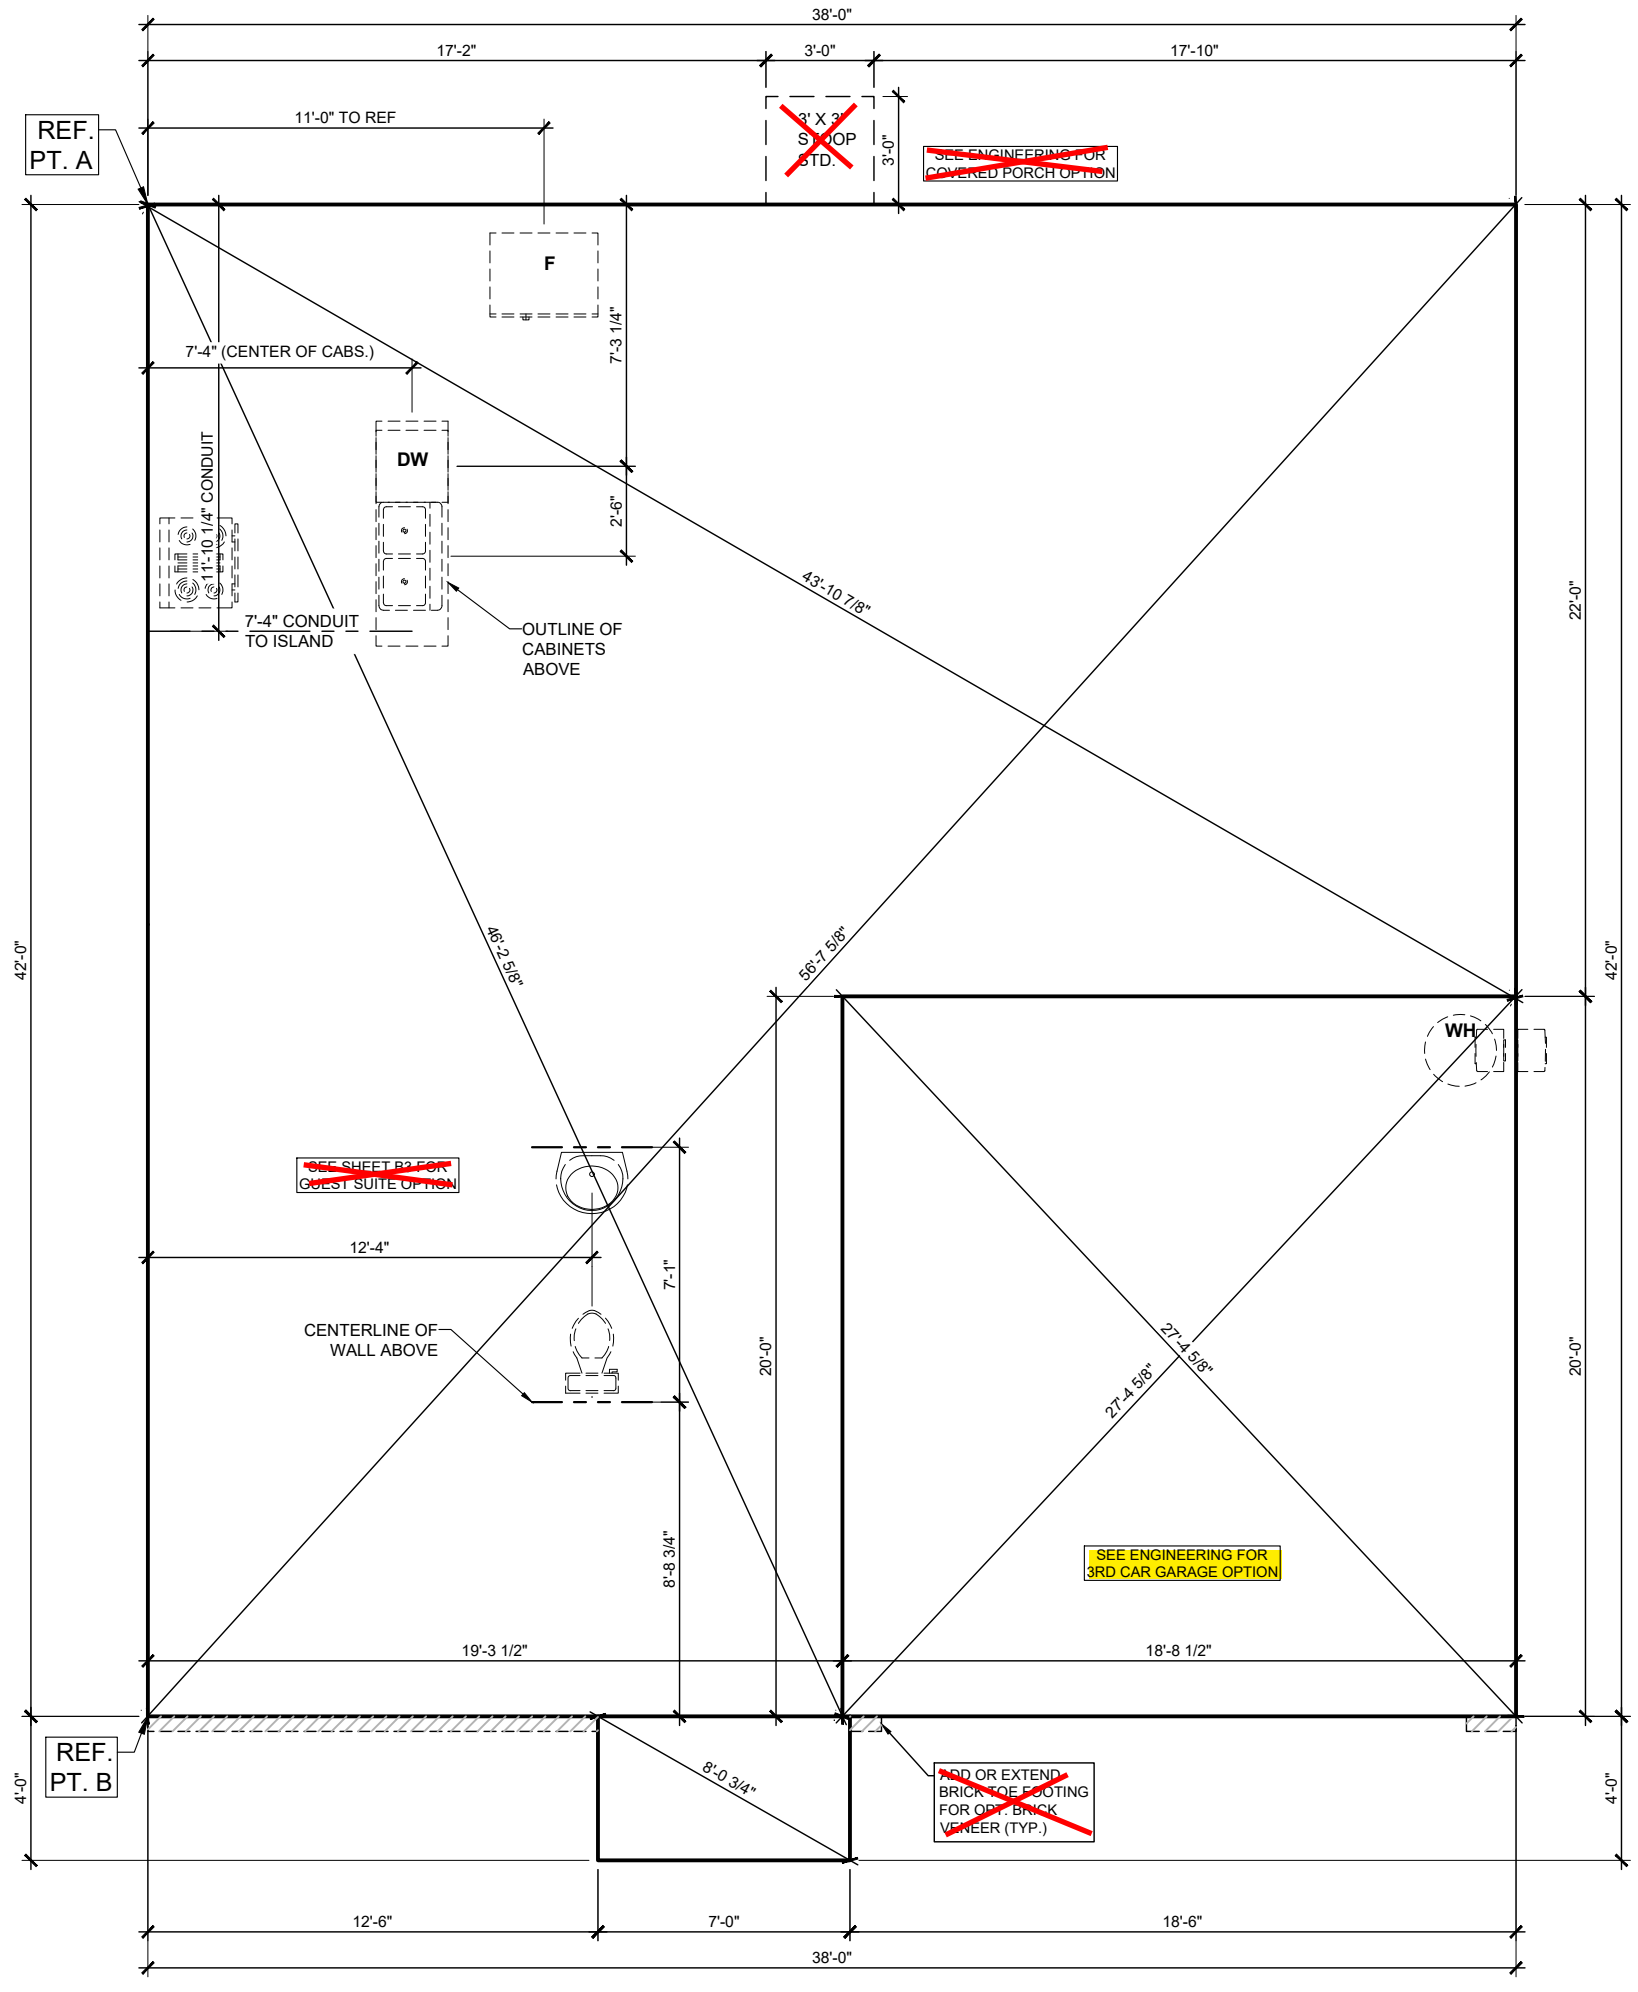 38'-0"
17'-2"
3'-0"
17'-10"
11'-0" TO REF
REF.
PT. A
3' X 3'
STOOP
STD.
3'-0"
SEE ENGINEERING FOR
COVERED PORCH OPTION
F
7'-3 1/4"
7'-4" (CENTER OF CABS.)
DW
11'-10 1/4" CONDUIT
2'-6"
43'-10 7/8"
22'-0"
7'-4" CONDUIT
TO ISLAND
OUTLINE OF
CABINETS
ABOVE
42'-0"
46'-2 5/8"
56'-7 5/8"
42'-0"
WH
SEE SHEET B3 FOR
GUEST SUITE OPTION
12'-4"
7'-1"
CENTERLINE OF
WALL ABOVE
20'-0"
27'-4 5/8"
27'-4 5/8"
20'-0"
8'-8 3/4"
SEE ENGINEERING FOR
3RD CAR GARAGE OPTION
19'-3 1/2"
18'-8 1/2"
REF.
PT. B
4'-0"
8'-0 3/4"
ADD OR EXTEND
BRICK TOE FOOTING
FOR OPT. BRICK
VENEER (TYP.)
4'-0"
12'-6"
7'-0"
18'-6"
38'-0"